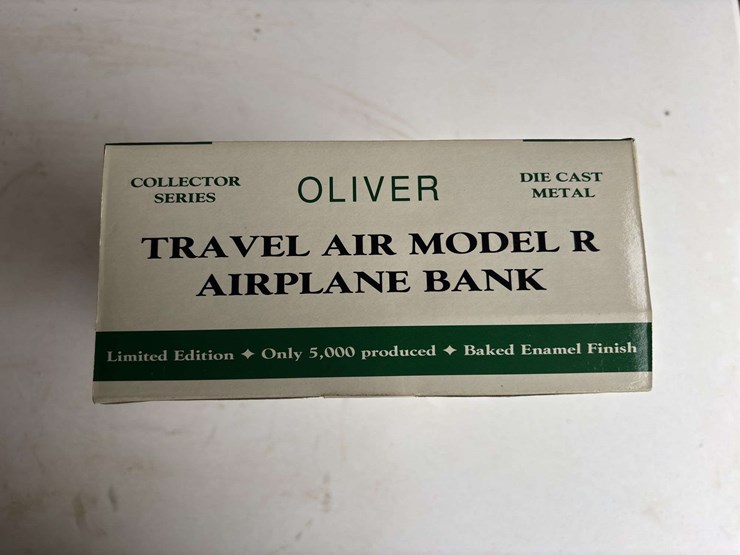 COLLECTOR SERIES
OLIVER
DIE CAST METAL
TRAVEL AIR MODEL R
AIRPLANE BANK
Limited Edition ✦ Only 5,000 produced ✦ Baked Enamel Finish